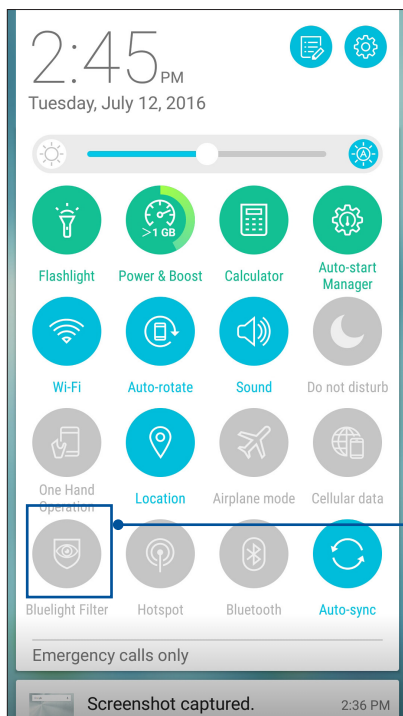 2:45 PM
Tuesday, July 12, 2016
A
>1 GB
Flashlight
Power & Boost
Calculator
Auto-start
Manager
Wi-Fi
Auto-rotate
Sound
Do not disturb
One Hand
Operation
Location
Airplane mode
Cellular data
Bluelight Filter
Hotspot
Bluetooth
Auto-sync
Emergency calls only
Screenshot captured.
2:36 PM